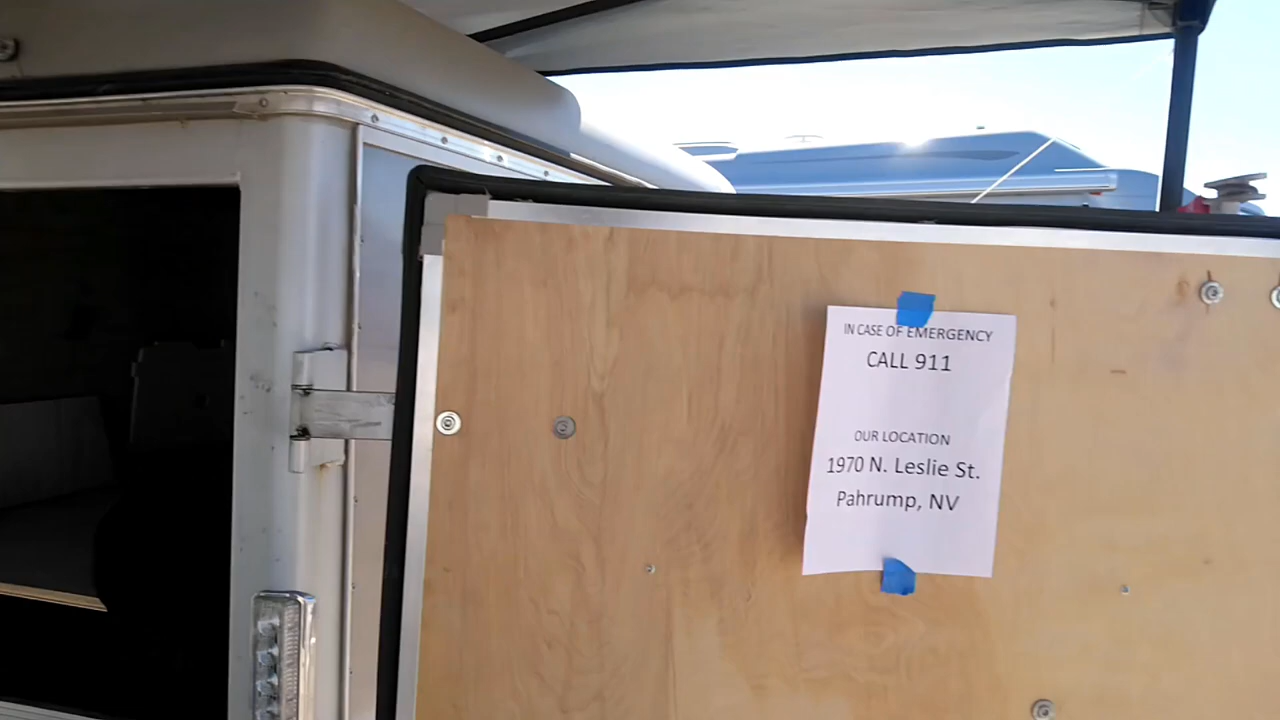 IN CASE OF EMERGENCY
CALL 911
OUR LOCATION
1970 N. Leslie St.
Pahrump, NV